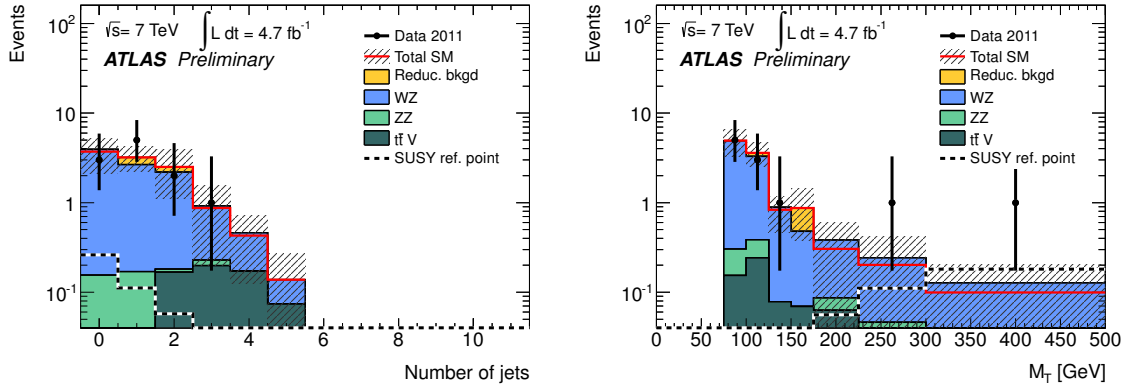 Events
10²
10
1
10⁻¹
√s= 7 TeV ∫ L dt = 4.7 fb⁻¹
ATLAS Preliminary
Data 2011
Total SM
Reduc. bkgd
WZ
ZZ
tt̄ V
SUSY ref. point
0 2 4 6 8 10
Number of jets
Events
10²
10
1
10⁻¹
√s= 7 TeV ∫ L dt = 4.7 fb⁻¹
ATLAS Preliminary
Data 2011
Total SM
Reduc. bkgd
WZ
ZZ
tt̄ V
SUSY ref. point
0 50 100 150 200 250 300 350 400 450 500
M_T [GeV]